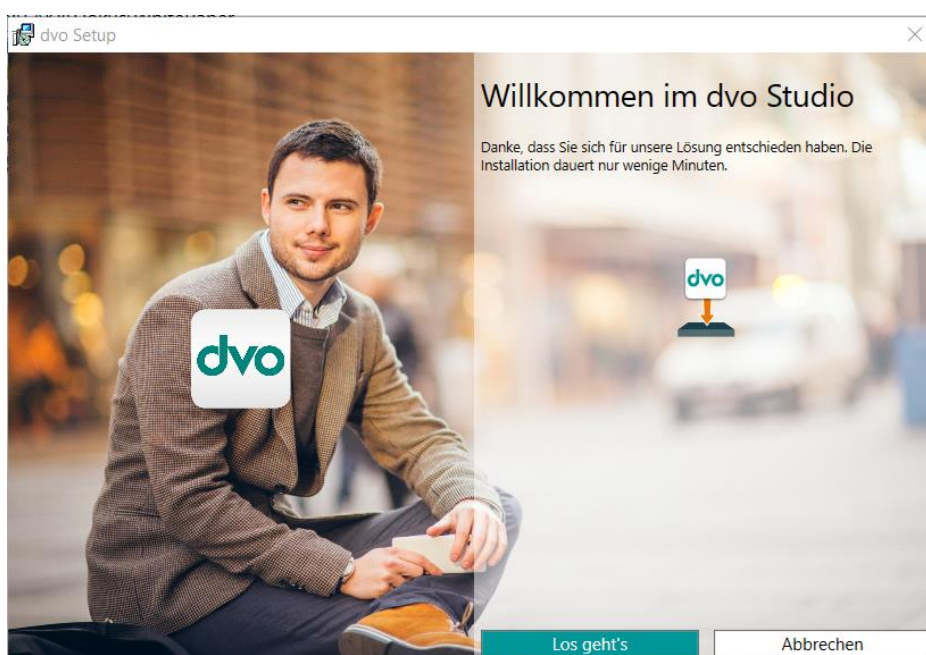 dvo Setup
Willkommen im dvo Studio
Danke, dass Sie sich für unsere Lösung entschieden haben. Die
Installation dauert nur wenige Minuten.
dvo
dvo
Los geht's
Abbrechen